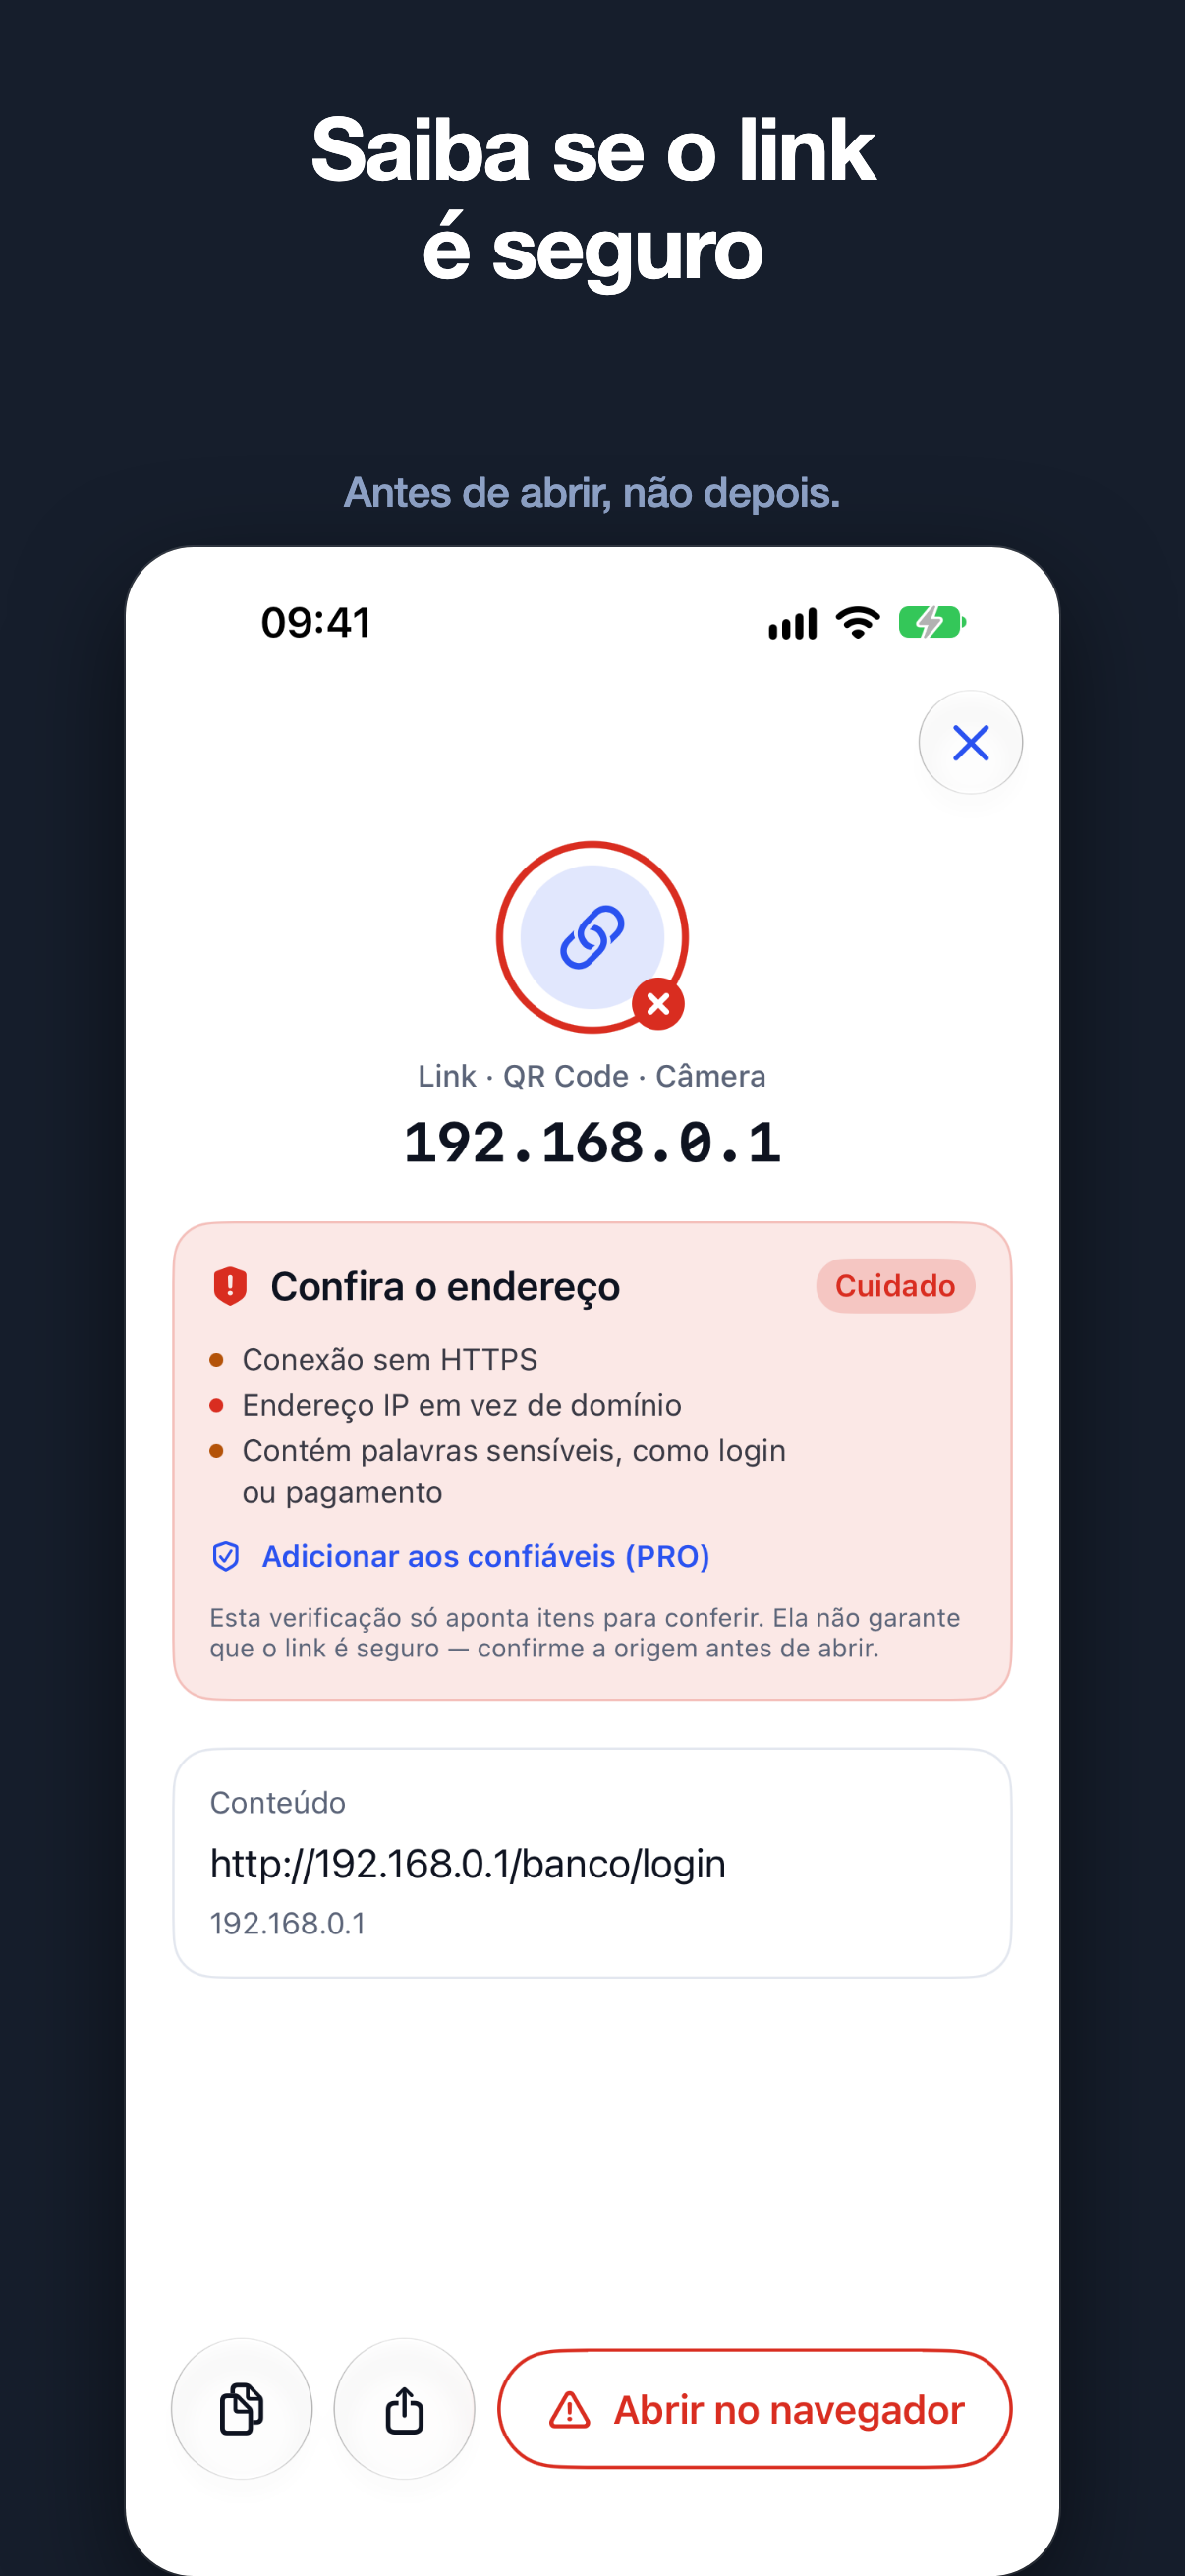 Saiba se o link
é seguro
Antes de abrir, não depois.
09:41
Link · QR Code · Câmera
192.168.0.1
Confira o endereço
Cuidado
Conexão sem HTTPS
Endereço IP em vez de domínio
Contém palavras sensíveis, como login
ou pagamento
Adicionar aos confiáveis (PRO)
Esta verificação só aponta itens para conferir. Ela não garante
que o link é seguro — confirme a origem antes de abrir.
Conteúdo
http://192.168.0.1/banco/login
192.168.0.1
Abrir no navegador